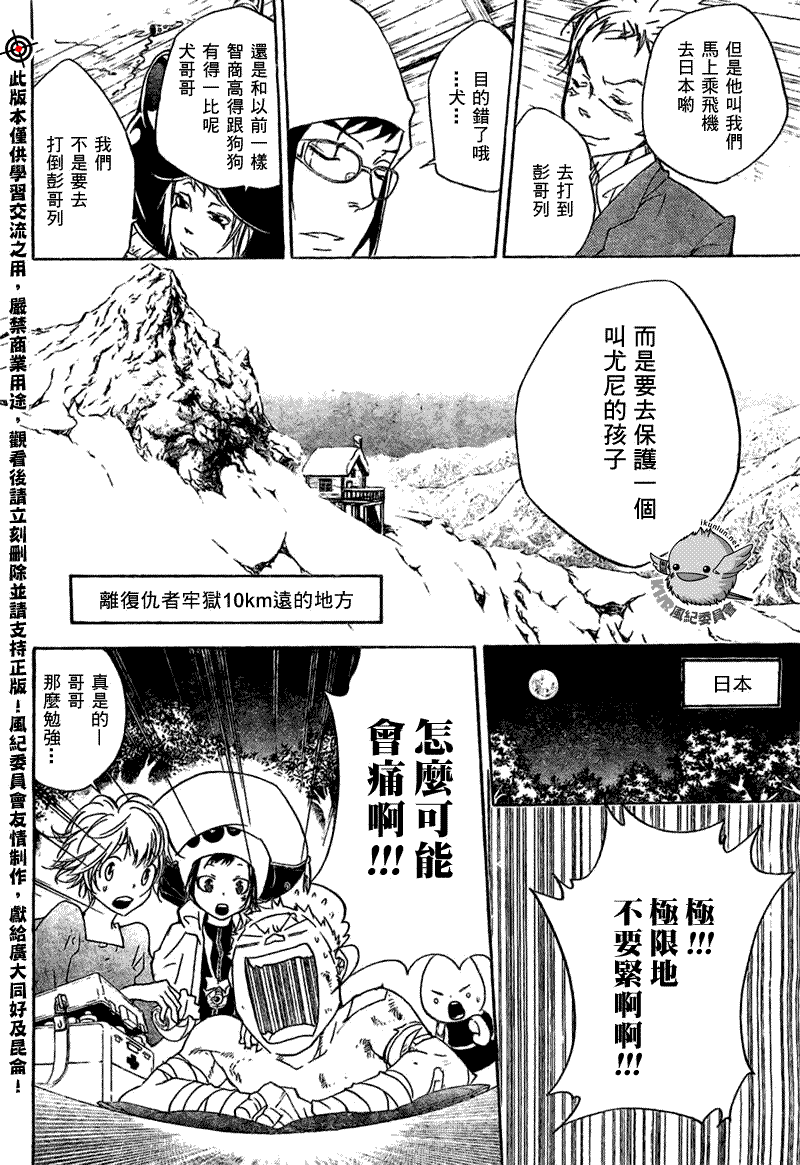 但是他叫我們
馬上乘飛機
去日本喲
去打到
彭哥列
目的錯了哦
…犬…
還是和以前一樣
智商高得跟狗狗
有得一比呢
犬哥哥
我們
不是要去
打倒彭哥列
而是要去保護一個
叫尤尼的孩子
ikunlun.net
KUR風紀委員會
離復仇者牢獄10km遠的地方
日本
極!!!
極限地
不要緊啊啊!!!
怎麼可能
會痛啊!!!
真是的—
哥哥
那麼勉強…
此版本僅供學習交流之用，嚴禁商業用途，觀看後請立刻刪除並請支持正版！風紀委員會友情制作，獻給廣大同好及昆侖！